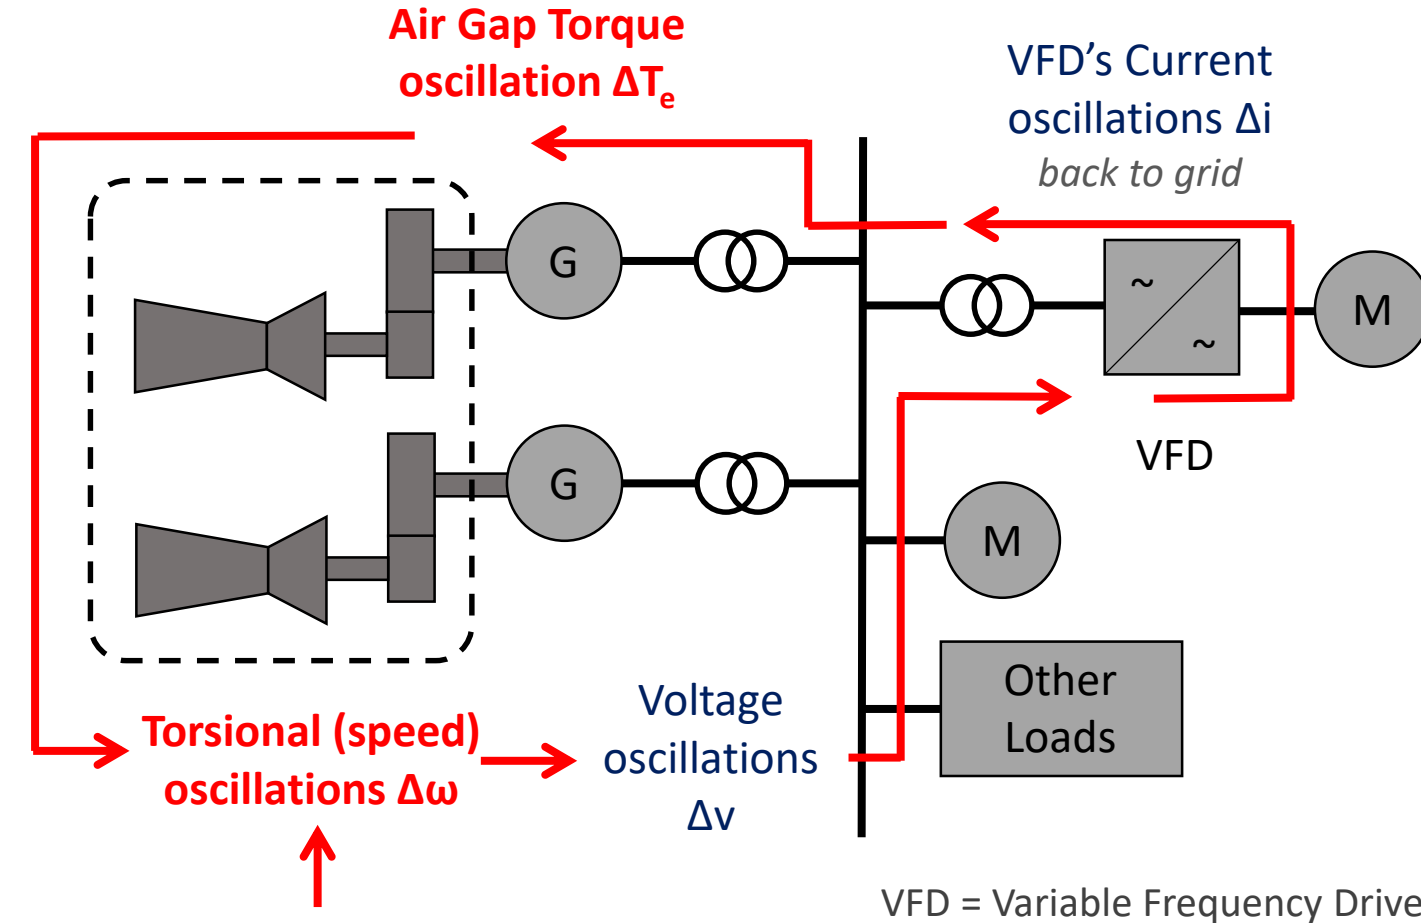 Air Gap Torque
oscillation ΔTe
VFD's Current
oscillations Δi
back to grid
G
~
~
M
VFD
G
M
Other
Loads
Torsional (speed)
oscillations Δω
Voltage
oscillations
Δv
VFD = Variable Frequency Drive